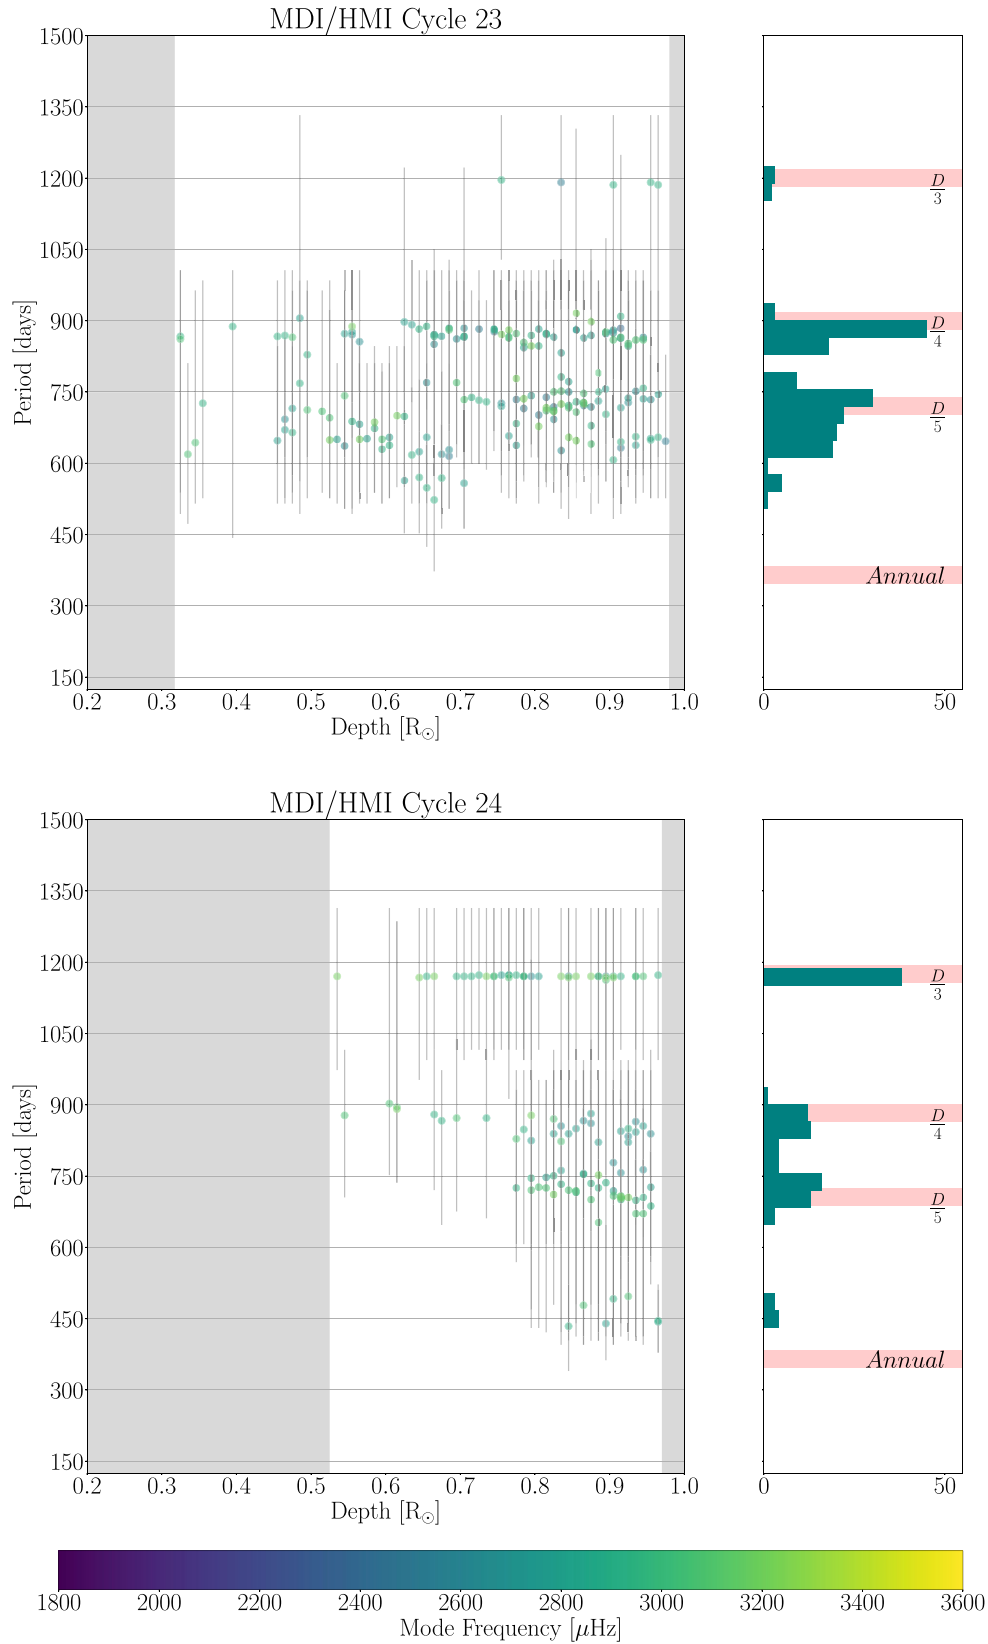 MDI/HMI Cycle 23
1500
1350
1200
1050
900
750
600
450
300
150
Period [days]
0.2 0.3 0.4 0.5 0.6 0.7 0.8 0.9 1.0
Depth [R☉]
D/3
D/4
D/5
Annual
0 50
MDI/HMI Cycle 24
1500
1350
1200
1050
900
750
600
450
300
150
Period [days]
0.2 0.3 0.4 0.5 0.6 0.7 0.8 0.9 1.0
Depth [R☉]
D/3
D/4
D/5
Annual
0 50
1800 2000 2200 2400 2600 2800 3000 3200 3400 3600
Mode Frequency [μHz]